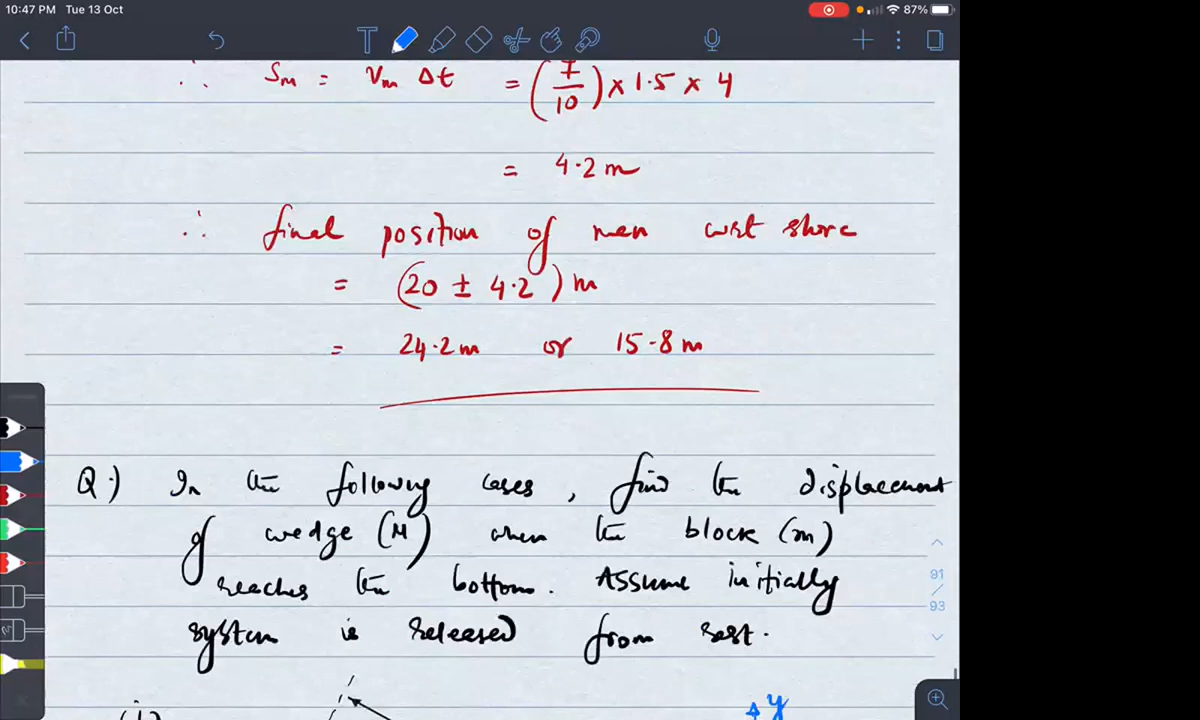 10:47 PM Tue 13 Oct 87%
∴ Sm = Vm Δt = (7/10) × 1.5 × 4
= 4.2 m
∴ final position of men wrt shore
= (20 ± 4.2) m
= 24.2 m or 15.8 m
Q.) In the following cases, find the displacement
of wedge (M) when the block (m)
reaches the bottom. Assume initially
system is released from rest.
91
/
93
(i) y